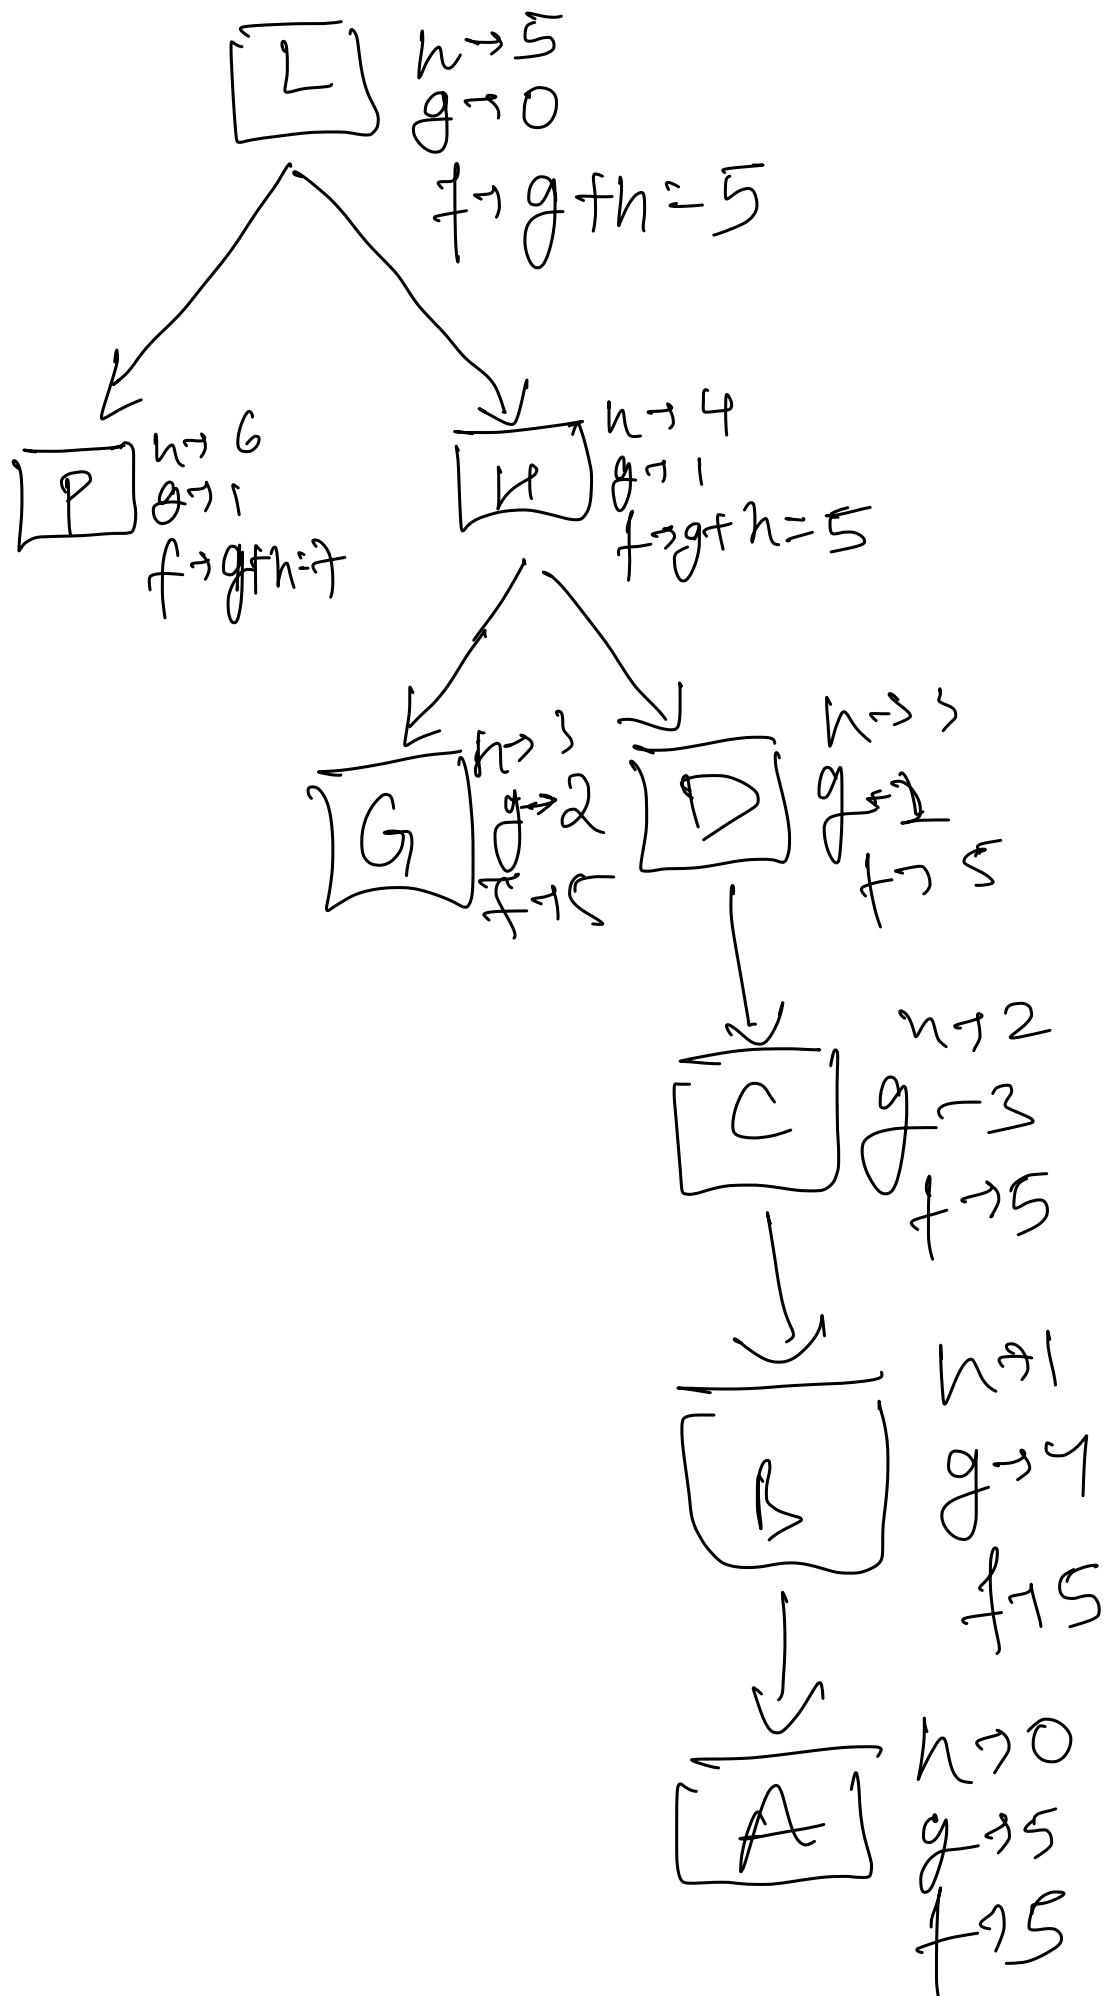 L
h→5
g→0
f→g+h=5
P
h→6
g→1
f→g+h=7
H
h→4
g→1
f→g+h=5
G
h→3
g→2
f→5
D
h→3
g→2
f→5
C
h→2
g-3
f→5
B
h→1
g→4
f→5
A
h→0
g→5
f→5